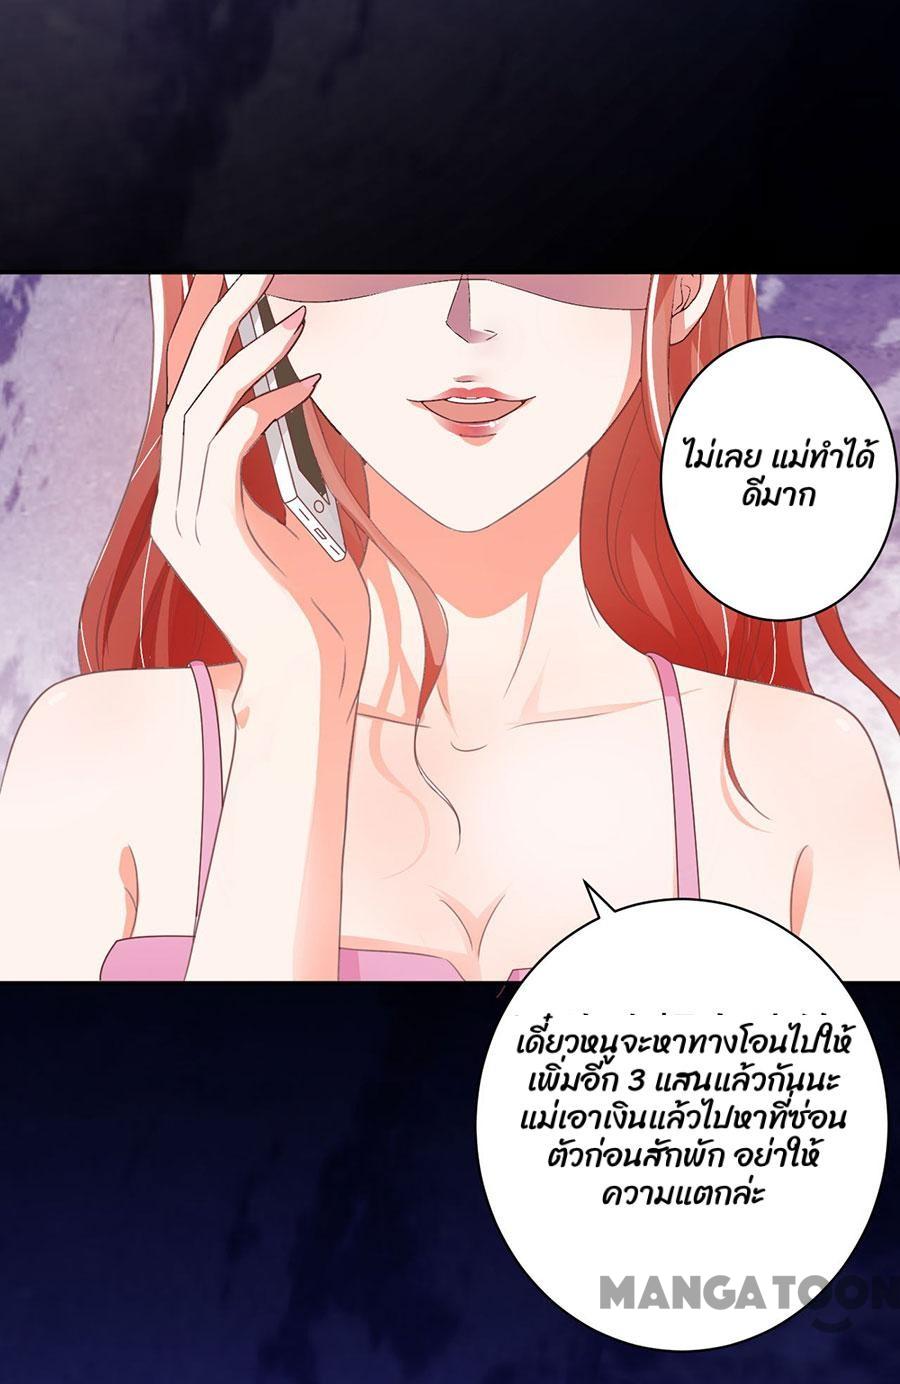 ไม่เลย แม่ทำได้
ดีมาก
เดี๋ยวหนูจะหาทางโอนไปให้
เพิ่มอีก 3 แสนแล้วกันนะ
แม่เอาเงินแล้วไปหาที่ซ่อน
ตัวก่อนสักพัก อย่าให้
ความแตกล่ะ
MANGATOON